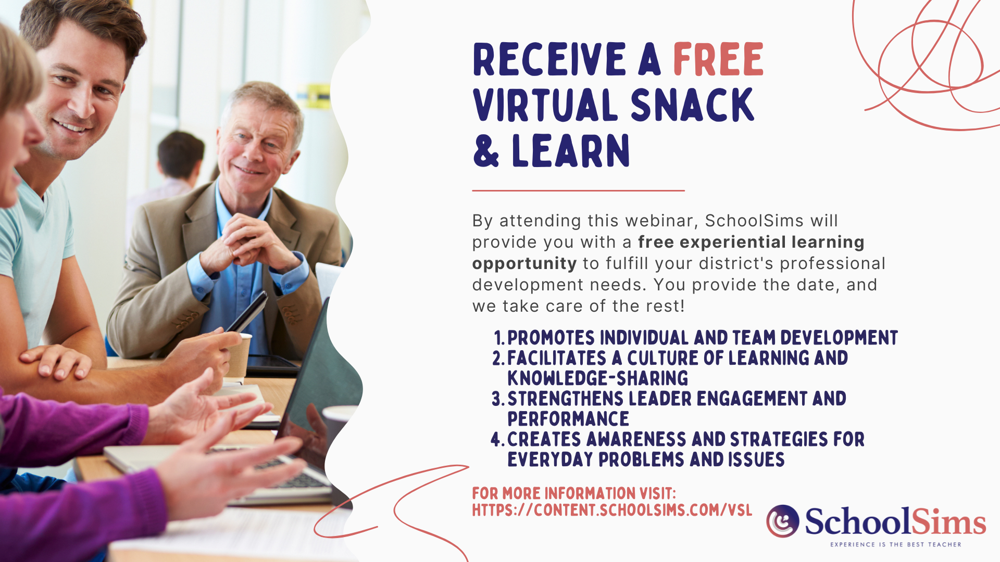 RECEIVE A FREE
VIRTUAL SNACK
& LEARN
By attending this webinar, SchoolSims will
provide you with a free experiential learning
opportunity to fulfill your district's professional
development needs. You provide the date, and
we take care of the rest!
1. PROMOTES INDIVIDUAL AND TEAM DEVELOPMENT
2. FACILITATES A CULTURE OF LEARNING AND
KNOWLEDGE-SHARING
3. STRENGTHENS LEADER ENGAGEMENT AND
PERFORMANCE
4. CREATES AWARENESS AND STRATEGIES FOR
EVERYDAY PROBLEMS AND ISSUES
FOR MORE INFORMATION VISIT:
HTTPS://CONTENT.SCHOOLSIMS.COM/VSL
SchoolSims
EXPERIENCE IS THE BEST TEACHER